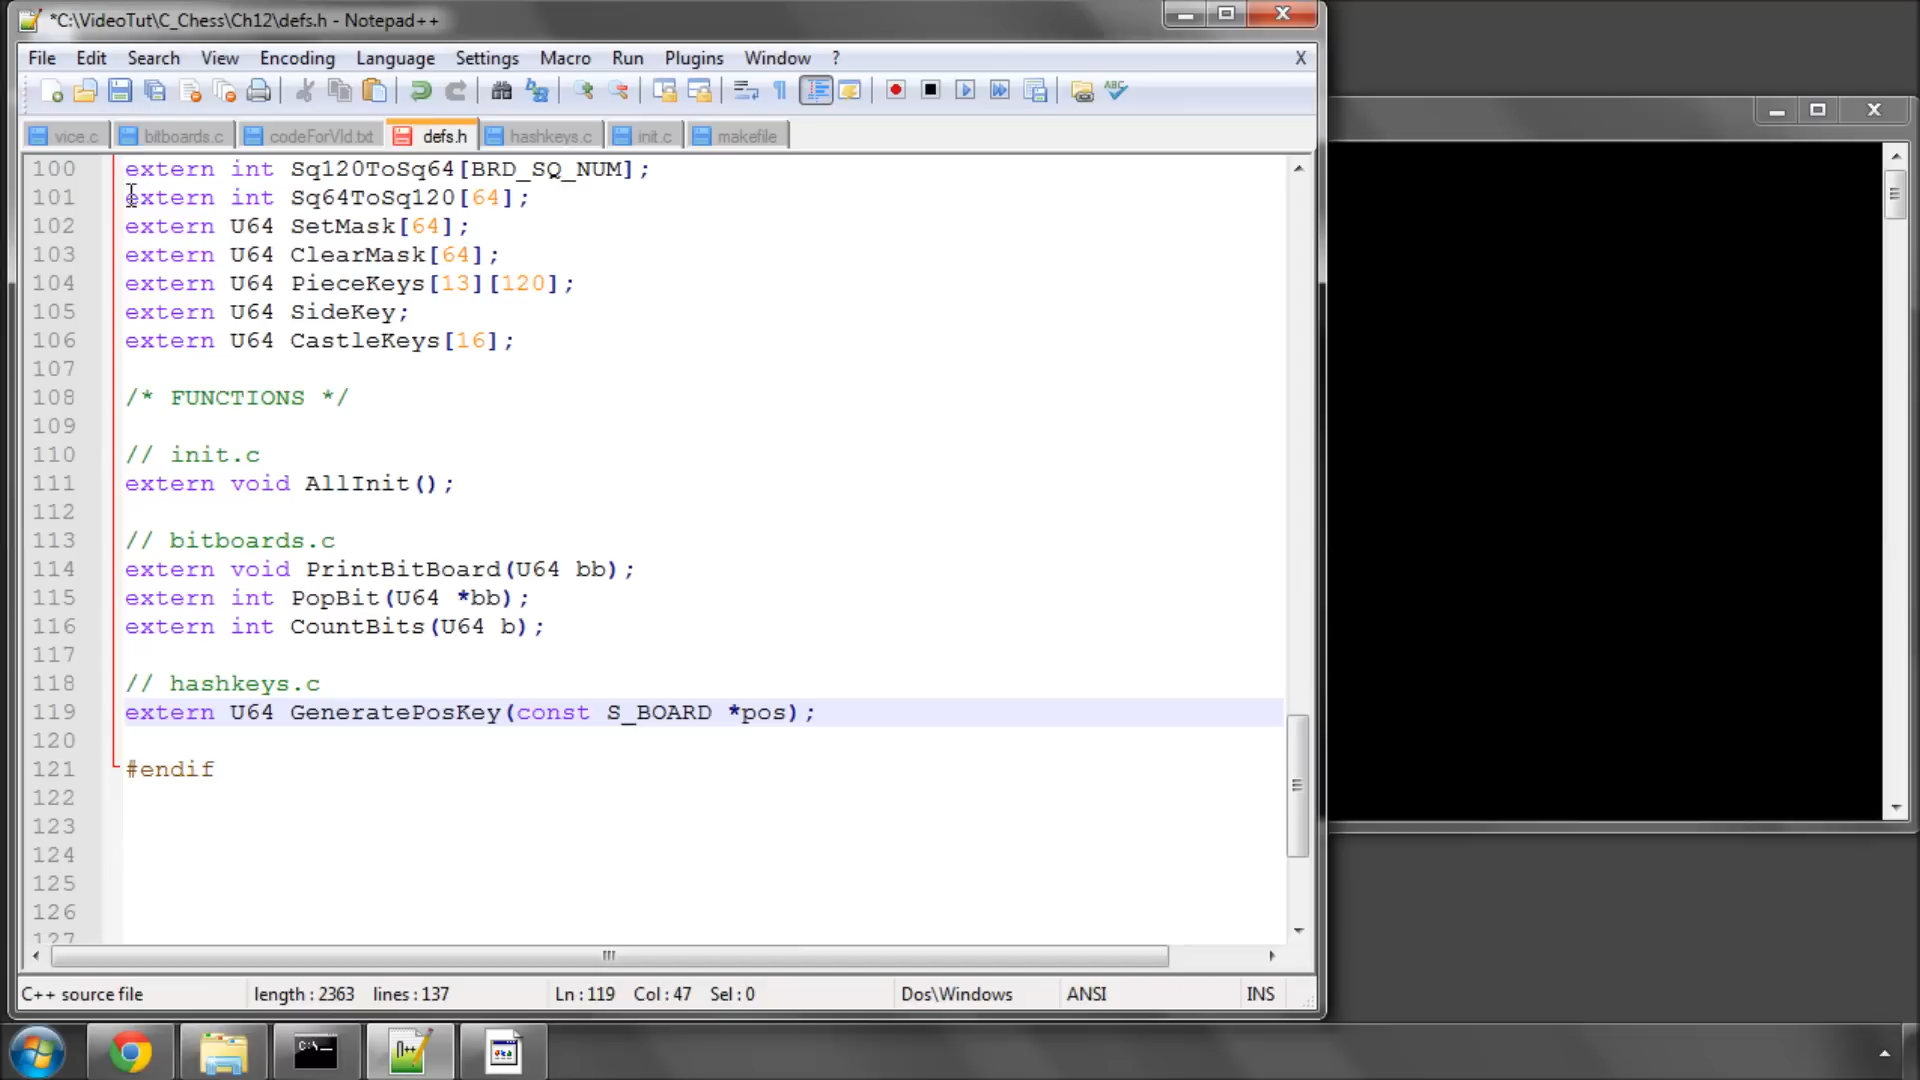 *C:\VideoTut\C_Chess\Ch12\defs.h - Notepad++
File Edit Search View Encoding Language Settings Macro Run Plugins Window ? X
vice.c bitboards.c codeForVid.txt defs.h hashkeys.c init.c makefile
100 extern int Sq120ToSq64[BRD_SQ_NUM];
101 extern int Sq64ToSq120[64];
102 extern U64 SetMask[64];
103 extern U64 ClearMask[64];
104 extern U64 PieceKeys[13][120];
105 extern U64 SideKey;
106 extern U64 CastleKeys[16];
107
108 /* FUNCTIONS */
109
110 // init.c
111 extern void AllInit();
112
113 // bitboards.c
114 extern void PrintBitBoard(U64 bb);
115 extern int PopBit(U64 *bb);
116 extern int CountBits(U64 b);
117
118 // hashkeys.c
119 extern U64 GeneratePosKey(const S_BOARD *pos);
120
121 #endif
122
123
124
125
126
127
C++ source file length : 2363 lines : 137 Ln : 119 Col : 47 Sel : 0 Dos\Windows ANSI INS